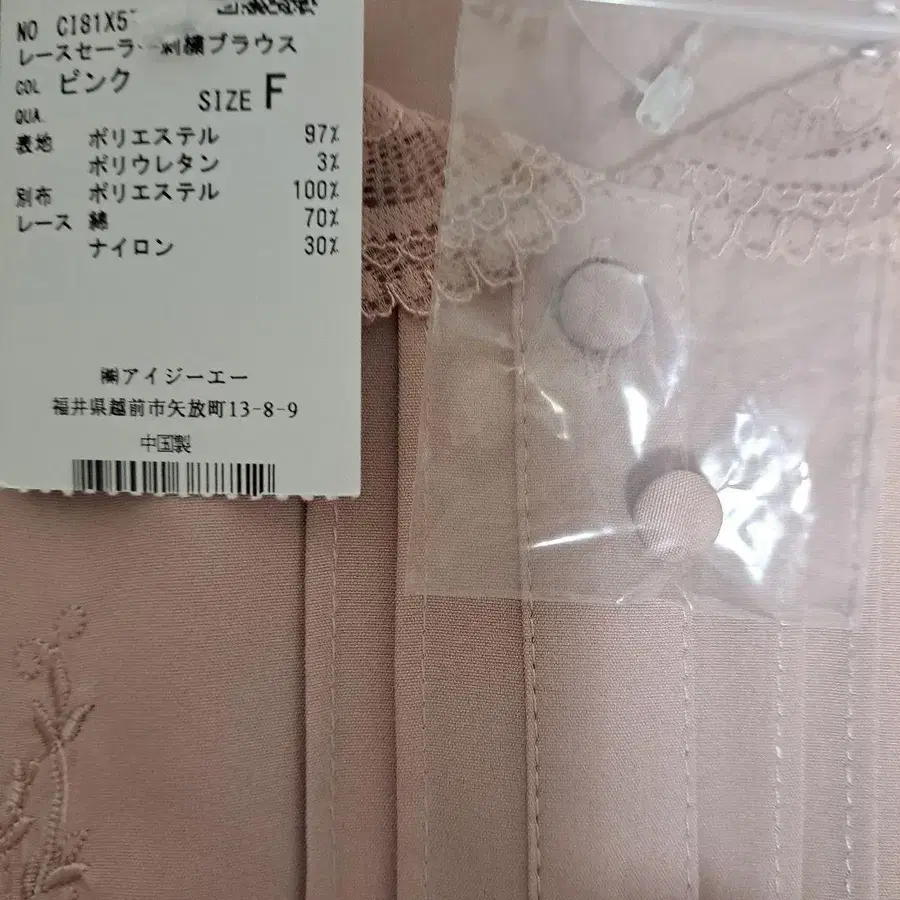 NO CI81X5
レースセーラー刺繍ブラウス
COL ピンク
SIZE F
QUA.
表地 ポリエステル 97%
ポリウレタン 3%
別布 ポリエステル 100%
レース 綿 70%
ナイロン 30%
㈱アイジーエー
福井県越前市矢放町13-8-9
中国製